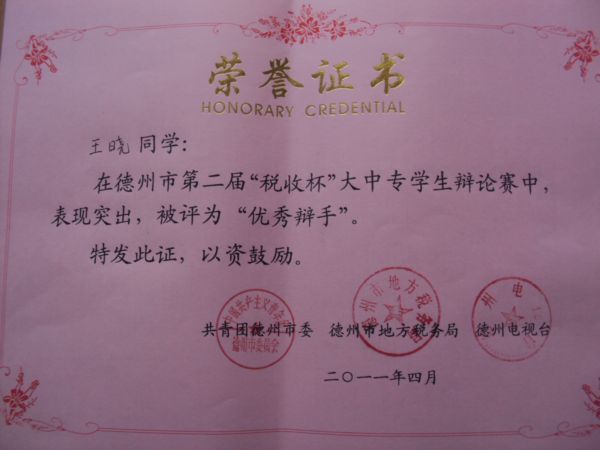 荣誉证书
HONORARY CREDENTIAL
王晓同学:
在德州市第二届“税收杯”大中专学生辩论赛中,
表现突出，被评为“优秀辩手”。
特发此证，以资鼓励。
共青团德州市委 德州市地方税务局 德州电视台
二〇一一年四月